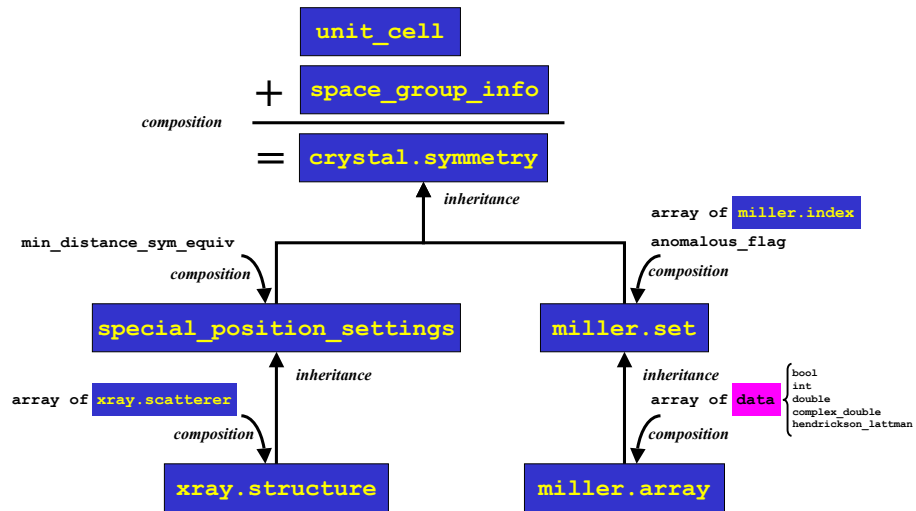 unit_cell
+ space_group_info
composition
= crystal.symmetry
inheritance
array of miller.index
min_distance_sym_equiv
anomalous_flag
composition
composition
special_position_settings
miller.set
inheritance
inheritance
array of xray.scatterer
array of data
bool
int
double
complex_double
hendrickson_lattman
composition
composition
xray.structure
miller.array